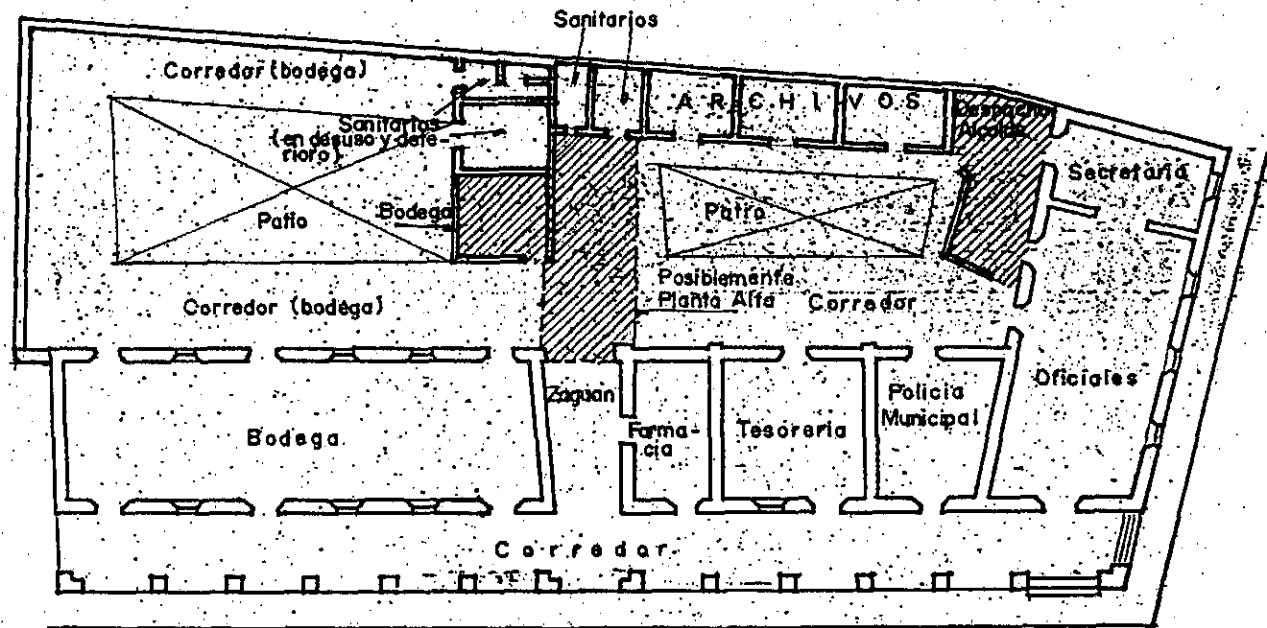 Sanitarios
Corredor (bodega)
A R C H I V O S
Despacho
Alcalde
Sanitarios
(en desuso y dete-
rioro)
Secretaria
Bodega
Patio
Patio
Posiblemente
Planta Alta
Corredor
Corredor (bodega)
Zaguan
Oficiales
Policia
Municipal
Bodega
Farma-
cia
Tesoreria
Corredor